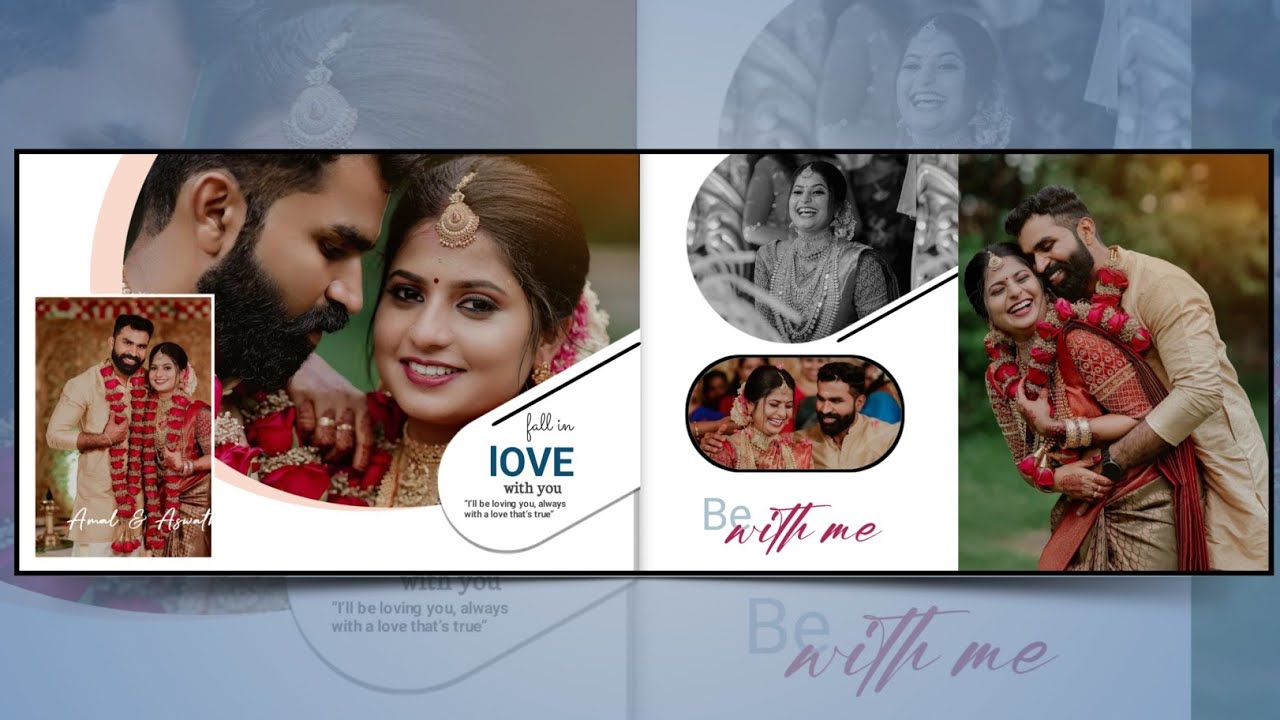 Amal & Aswath
fall in
lOVE
with you
"I'll be loving you, always
with a love that's true"
Be
with me
with you
"I'll be loving you, always
with a love that's true"
Be
with me